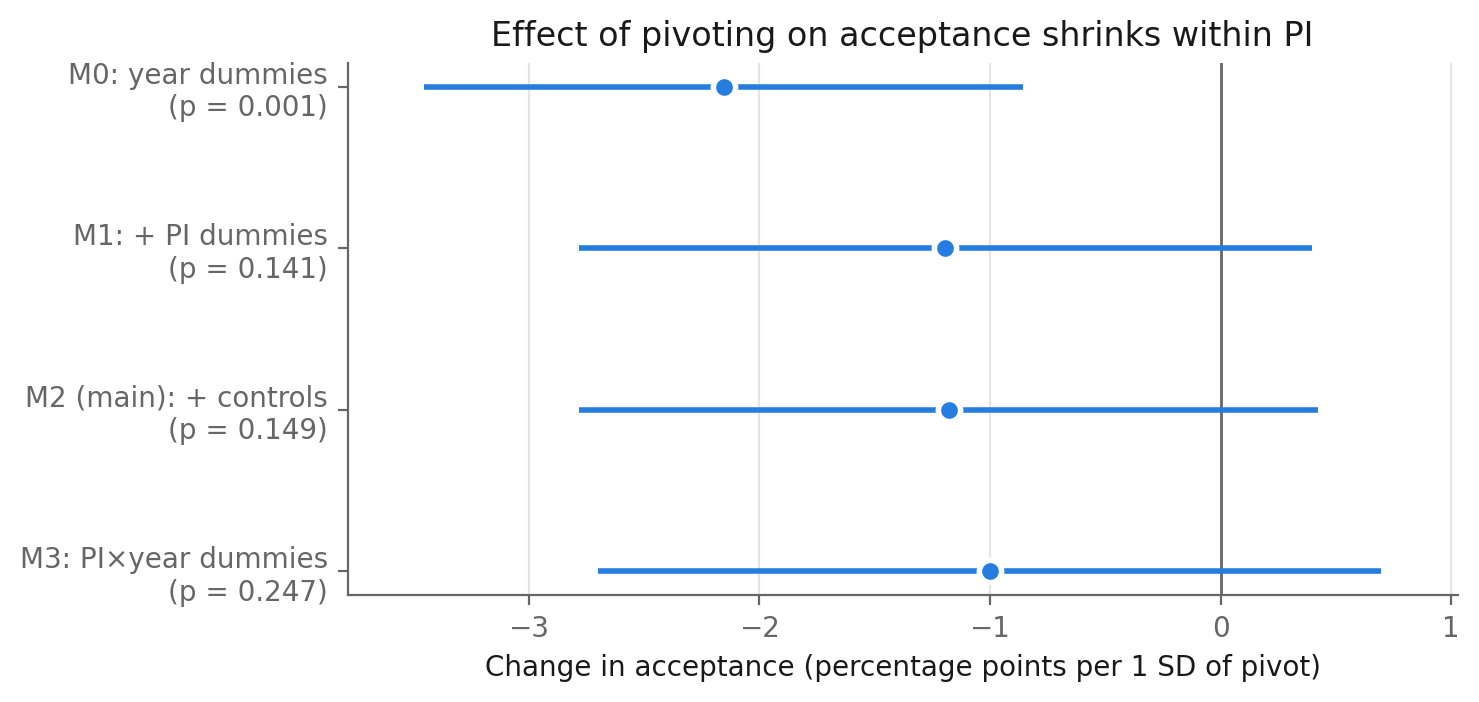 Effect of pivoting on acceptance shrinks within PI
M0: year dummies
(p = 0.001)
M1: + PI dummies
(p = 0.141)
M2 (main): + controls
(p = 0.149)
M3: PI×year dummies
(p = 0.247)
−3 −2 −1 0 1
Change in acceptance (percentage points per 1 SD of pivot)